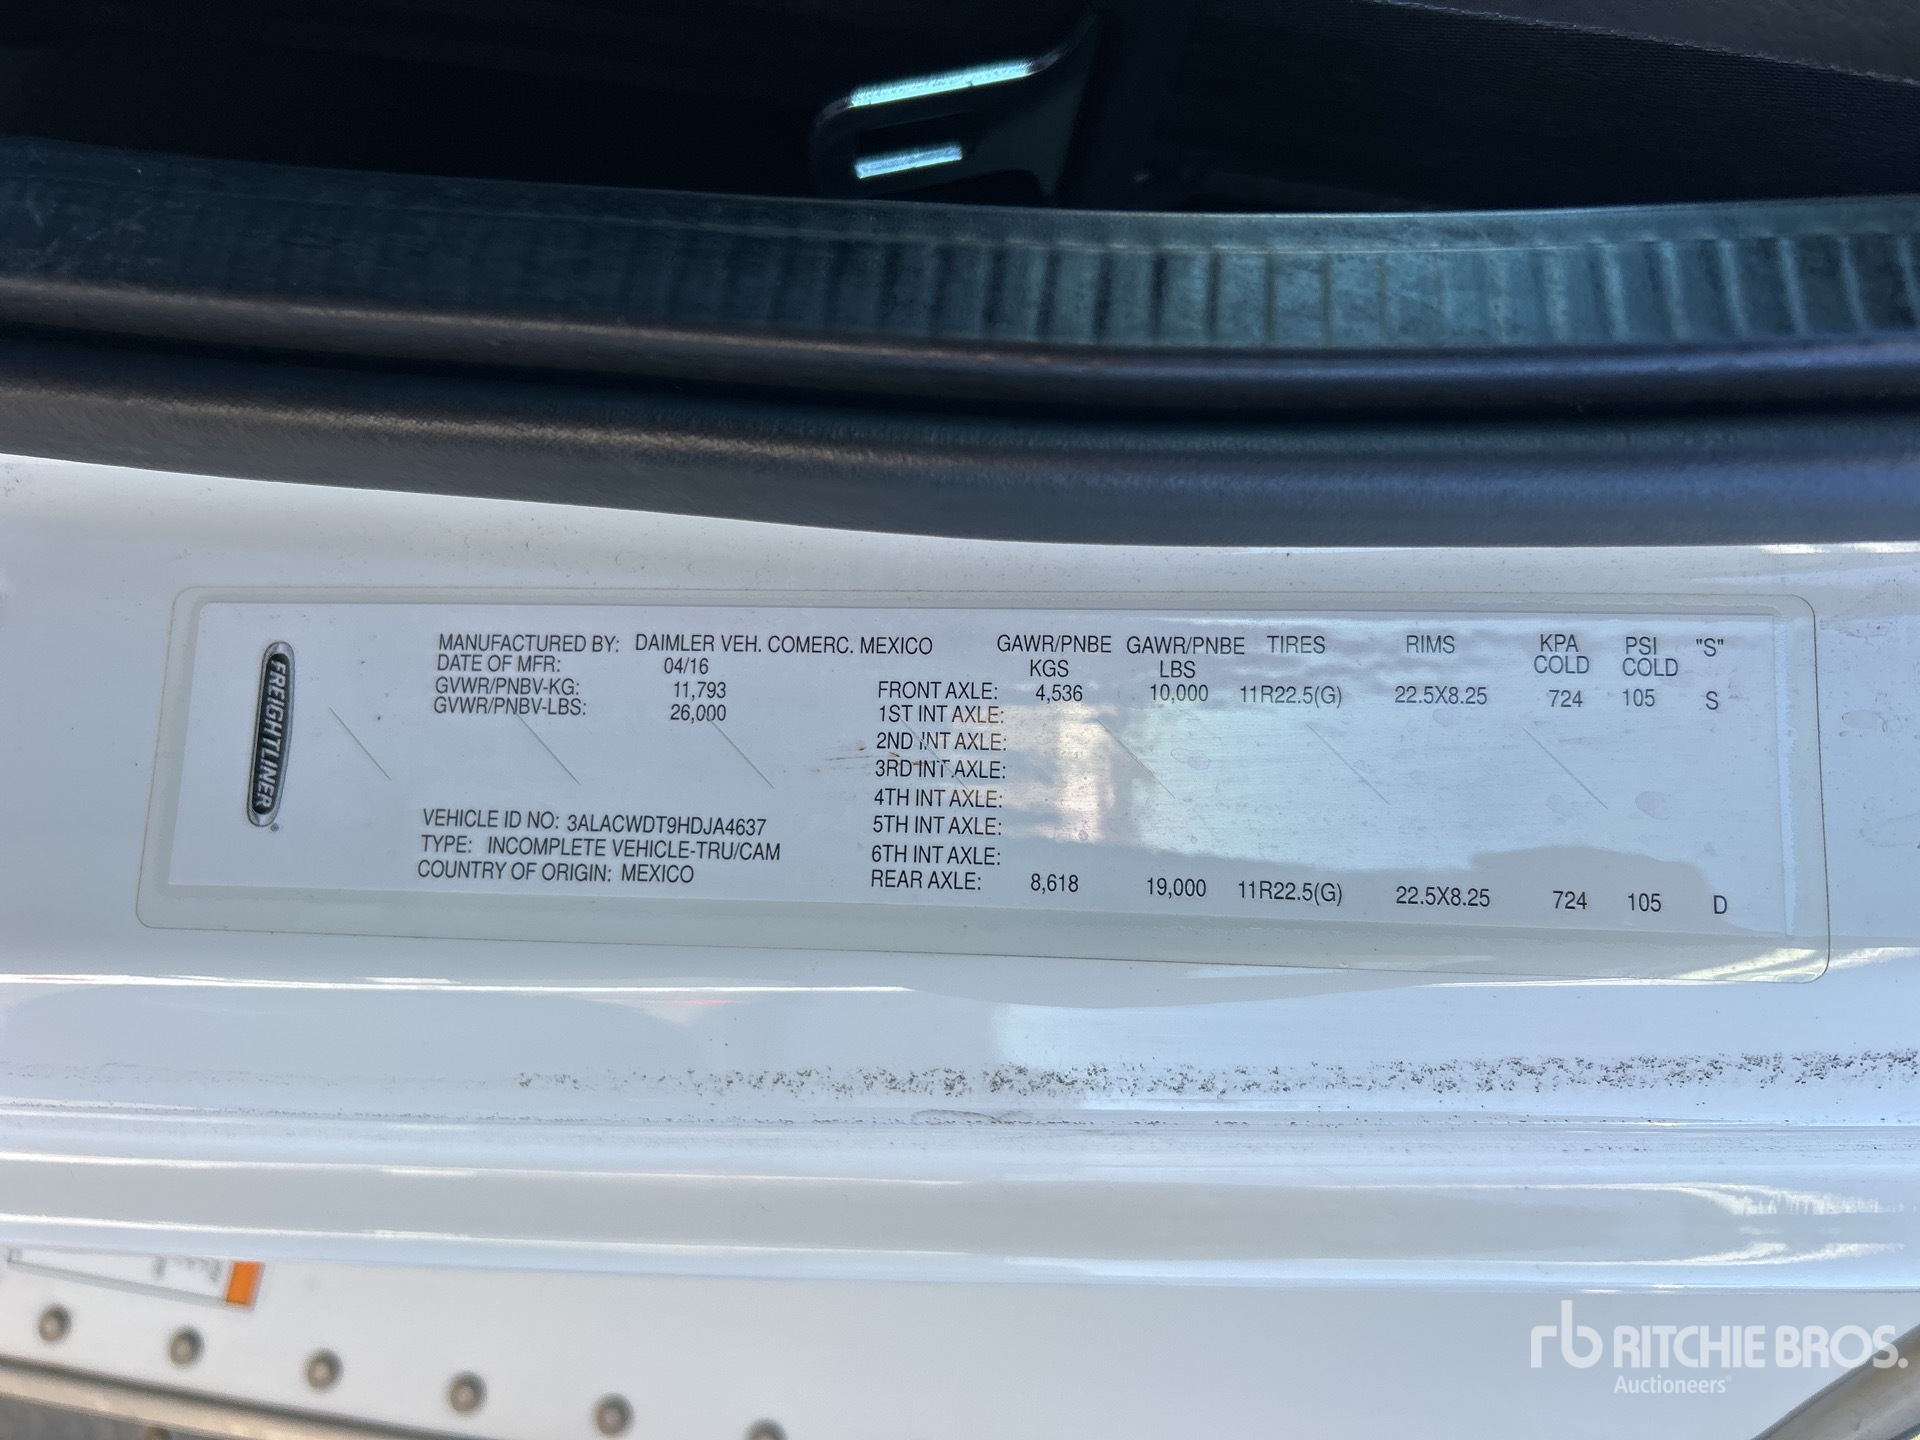 FREIGHTLINER
MANUFACTURED BY: DAIMLER VEH. COMERC. MEXICO
DATE OF MFR: 04/16
GVWR/PNBV-KG: 11,793
GVWR/PNBV-LBS: 26,000
VEHICLE ID NO: 3ALACWDT9HDJA4637
TYPE: INCOMPLETE VEHICLE-TRU/CAM
COUNTRY OF ORIGIN: MEXICO
GAWR/PNBE GAWR/PNBE TIRES RIMS KPA PSI "S"
KGS LBS COLD COLD
FRONT AXLE: 4,536 10,000 11R22.5(G) 22.5X8.25 724 105 S
1ST INT AXLE:
2ND INT AXLE:
3RD INT AXLE:
4TH INT AXLE:
5TH INT AXLE:
6TH INT AXLE:
REAR AXLE: 8,618 19,000 11R22.5(G) 22.5X8.25 724 105 D
rb RITCHIE BROS.
Auctioneers